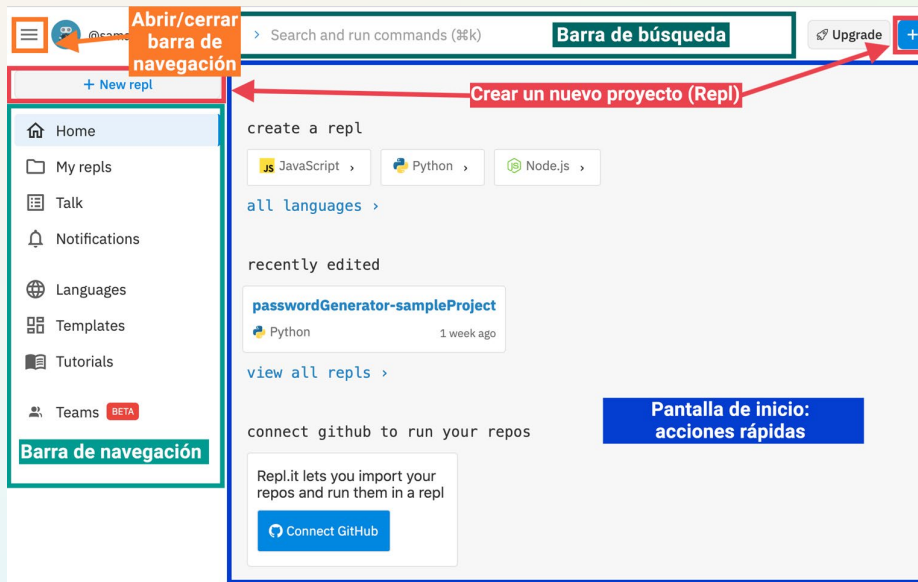 Abrir/cerrar
barra de
navegación
> Search and run commands (⌘k)
Barra de búsqueda
Upgrade
+
+ New repl
Crear un nuevo proyecto (Repl)
Home
My repls
Talk
Notifications
Languages
Templates
Tutorials
Teams BETA
Barra de navegación
create a repl
JS JavaScript ›
Python ›
Node.js ›
all languages ›
recently edited
passwordGenerator-sampleProject
Python 1 week ago
view all repls ›
Pantalla de inicio:
acciones rápidas
connect github to run your repos
Repl.it lets you import your
repos and run them in a repl
Connect GitHub